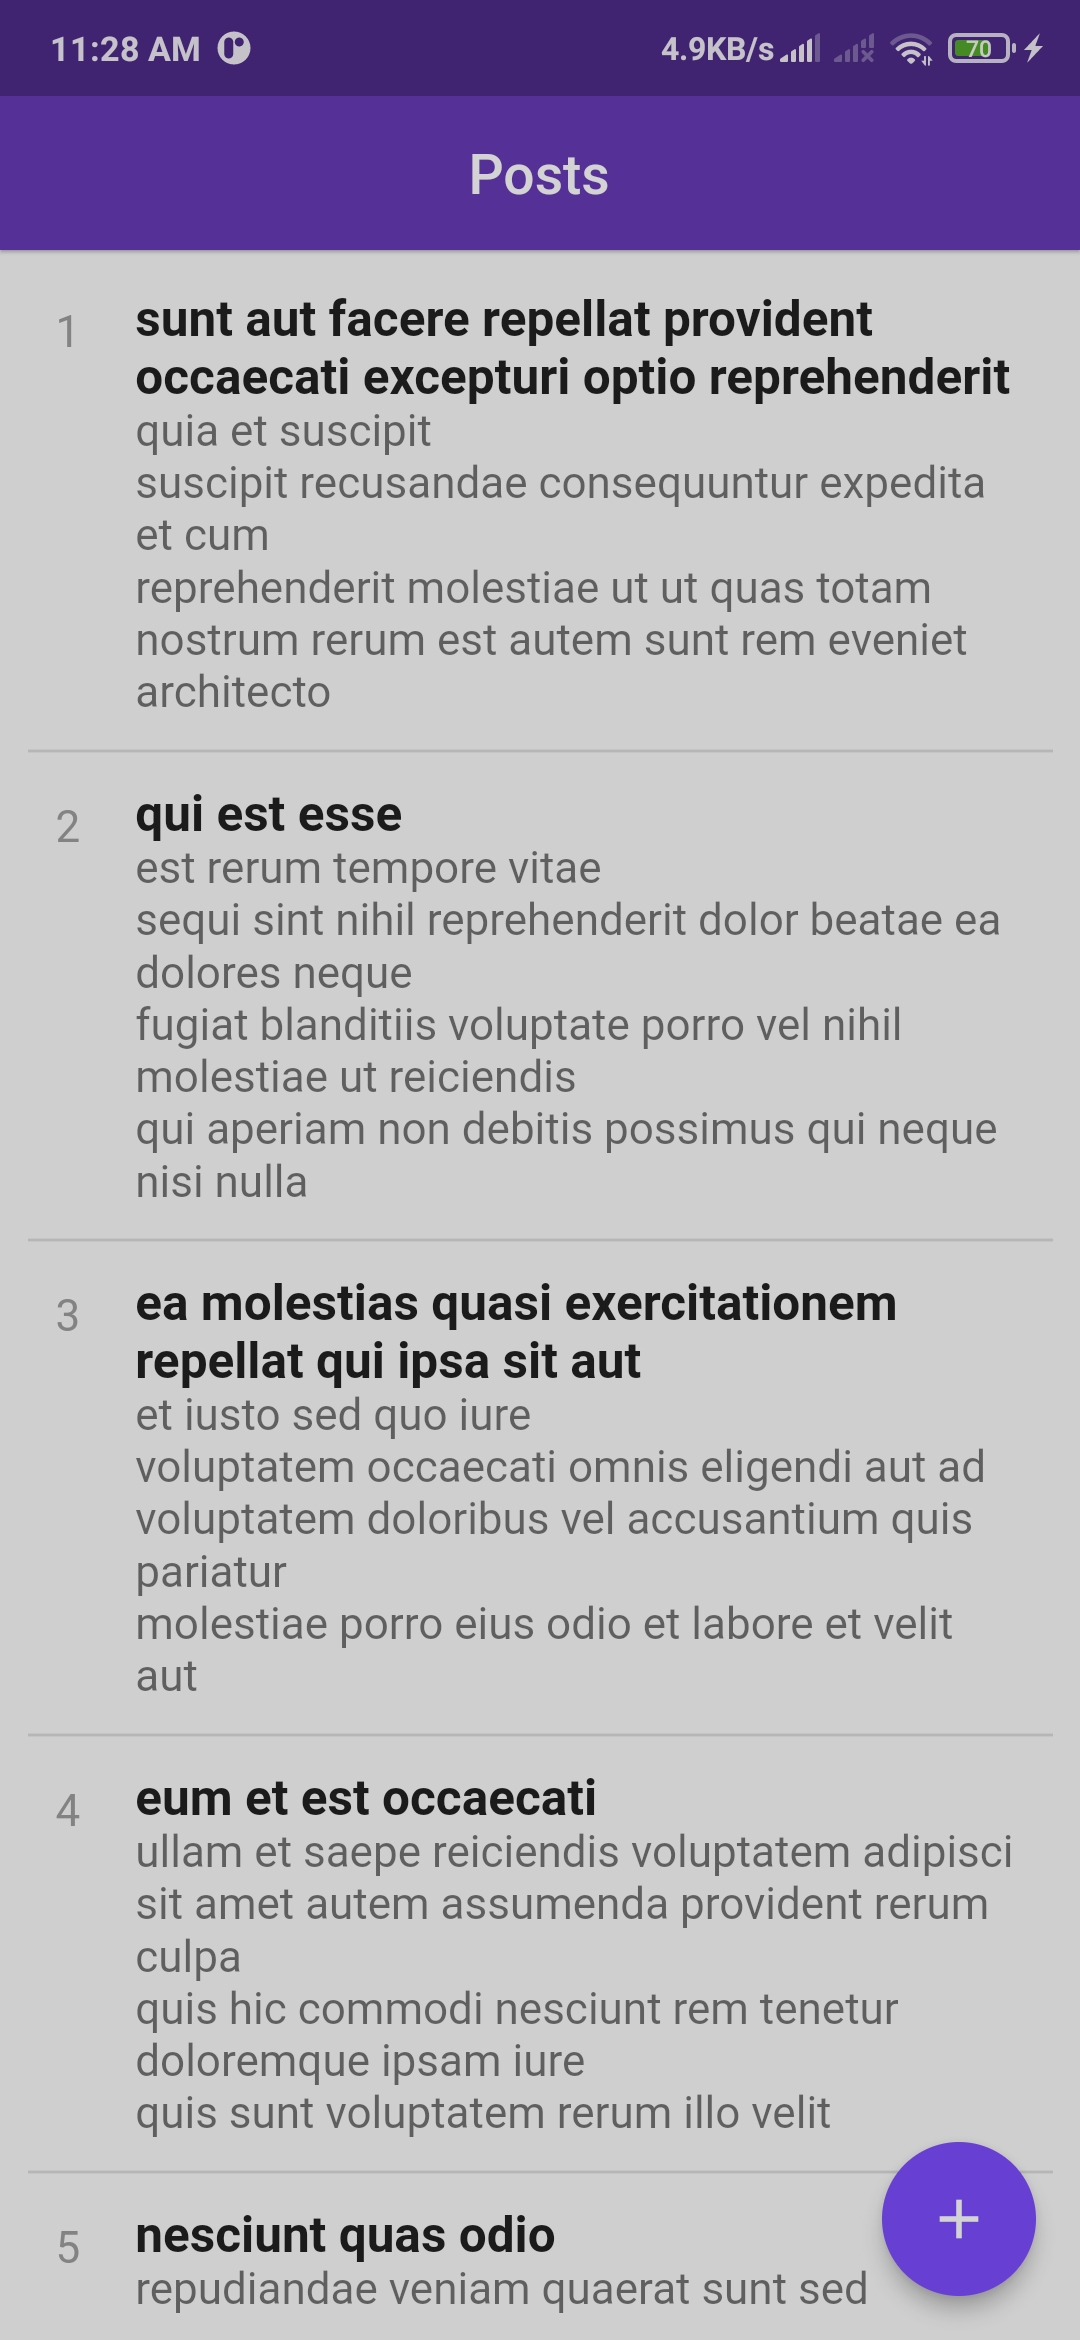 11:28 AM 4.9KB/s 70
Posts
1
sunt aut facere repellat provident
occaecati excepturi optio reprehenderit
quia et suscipit
suscipit recusandae consequuntur expedita
et cum
reprehenderit molestiae ut ut quas totam
nostrum rerum est autem sunt rem eveniet
architecto
2
qui est esse
est rerum tempore vitae
sequi sint nihil reprehenderit dolor beatae ea
dolores neque
fugiat blanditiis voluptate porro vel nihil
molestiae ut reiciendis
qui aperiam non debitis possimus qui neque
nisi nulla
3
ea molestias quasi exercitationem
repellat qui ipsa sit aut
et iusto sed quo iure
voluptatem occaecati omnis eligendi aut ad
voluptatem doloribus vel accusantium quis
pariatur
molestiae porro eius odio et labore et velit
aut
4
eum et est occaecati
ullam et saepe reiciendis voluptatem adipisci
sit amet autem assumenda provident rerum
culpa
quis hic commodi nesciunt rem tenetur
doloremque ipsam iure
quis sunt voluptatem rerum illo velit
5
nesciunt quas odio
repudiandae veniam quaerat sunt sed
+